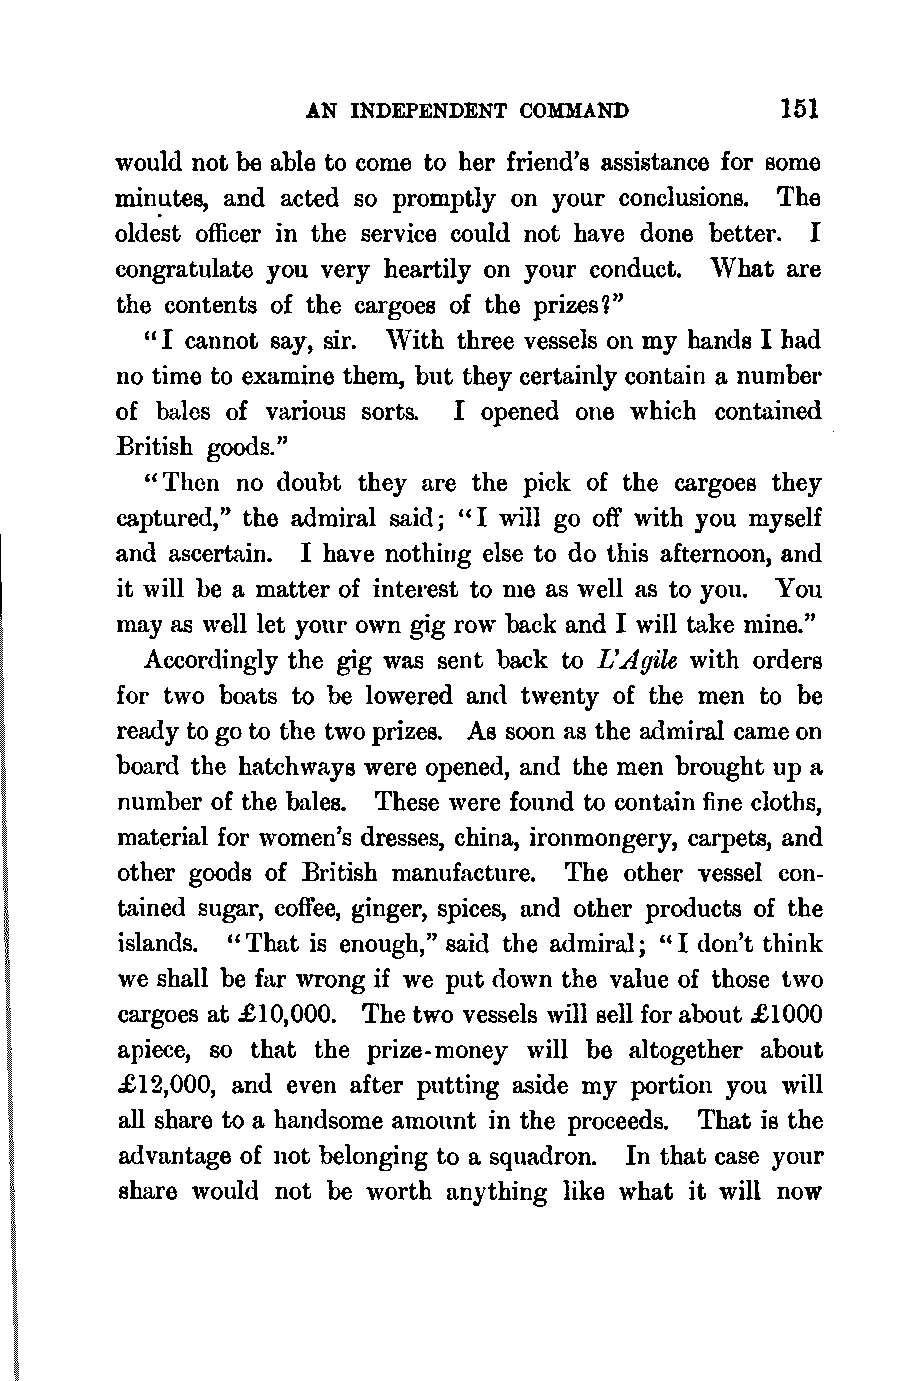 AN INDEPENDENT COMMAND 151
would not be able to come to her friend's assistance for some
minutes, and acted so promptly on your conclusions. The
oldest officer in the service could not have done better. I
congratulate you very heartily on your conduct. What are
the contents of the cargoes of the prizes?"
"I cannot say, sir. With three vessels on my hands I had
no time to examine them, but they certainly contain a number
of bales of various sorts. I opened one which contained
British goods."
"Then no doubt they are the pick of the cargoes they
captured," the admiral said; "I will go off with you myself
and ascertain. I have nothing else to do this afternoon, and
it will be a matter of interest to me as well as to you. You
may as well let your own gig row back and I will take mine."
Accordingly the gig was sent back to L'Agile with orders
for two boats to be lowered and twenty of the men to be
ready to go to the two prizes. As soon as the admiral came on
board the hatchways were opened, and the men brought up a
number of the bales. These were found to contain fine cloths,
material for women's dresses, china, ironmongery, carpets, and
other goods of British manufacture. The other vessel con-
tained sugar, coffee, ginger, spices, and other products of the
islands. "That is enough," said the admiral; "I don't think
we shall be far wrong if we put down the value of those two
cargoes at £10,000. The two vessels will sell for about £1000
apiece, so that the prize-money will be altogether about
£12,000, and even after putting aside my portion you will
all share to a handsome amount in the proceeds. That is the
advantage of not belonging to a squadron. In that case your
share would not be worth anything like what it will now